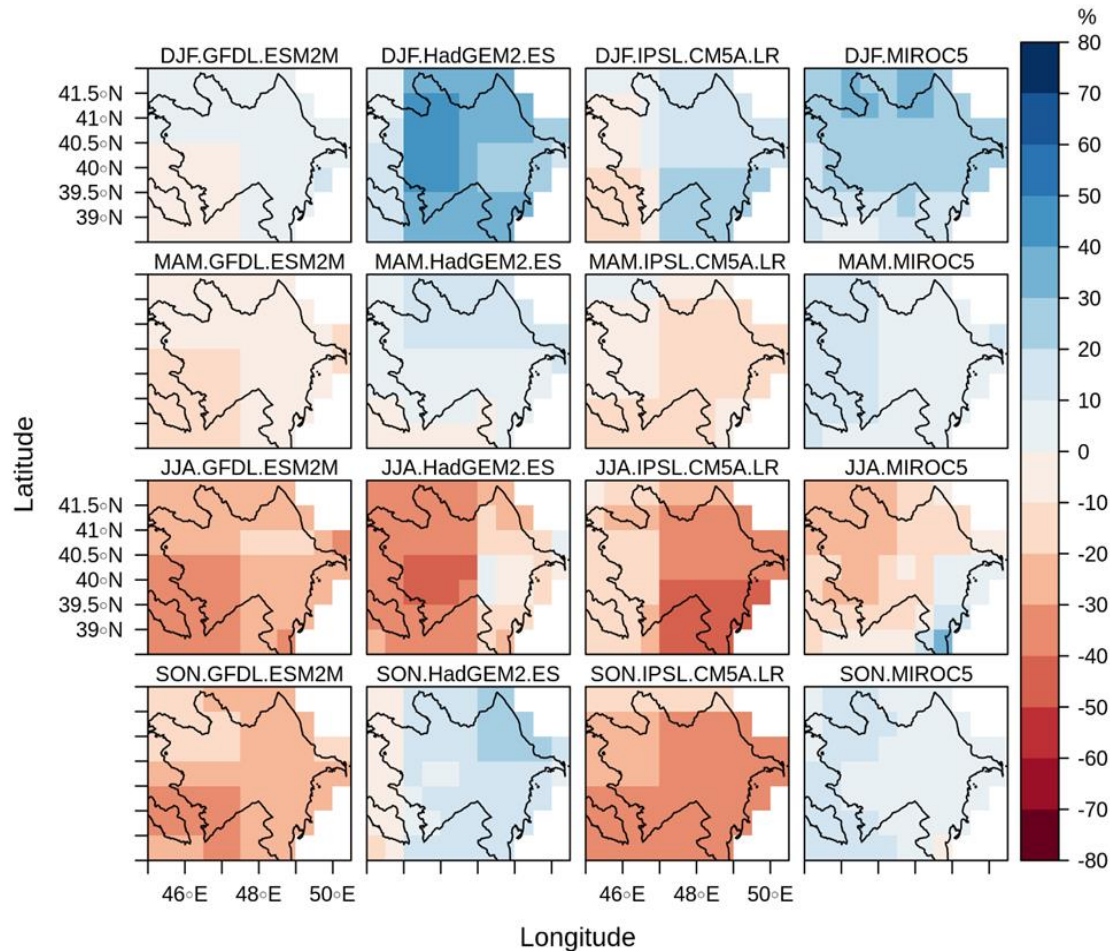 %
DJF.GFDL.ESM2M DJF.HadGEM2.ES DJF.IPSL.CM5A.LR DJF.MIROC5
80
70
60
50
40
30
20
10
0
-10
-20
-30
-40
-50
-60
-70
-80
41.5◦N
41◦N
40.5◦N
40◦N
39.5◦N
39◦N
MAM.GFDL.ESM2M MAM.HadGEM2.ES MAM.IPSL.CM5A.LR MAM.MIROC5
Latitude
JJA.GFDL.ESM2M JJA.HadGEM2.ES JJA.IPSL.CM5A.LR JJA.MIROC5
41.5◦N
41◦N
40.5◦N
40◦N
39.5◦N
39◦N
SON.GFDL.ESM2M SON.HadGEM2.ES SON.IPSL.CM5A.LR SON.MIROC5
46◦E 48◦E 50◦E 46◦E 48◦E 50◦E
Longitude